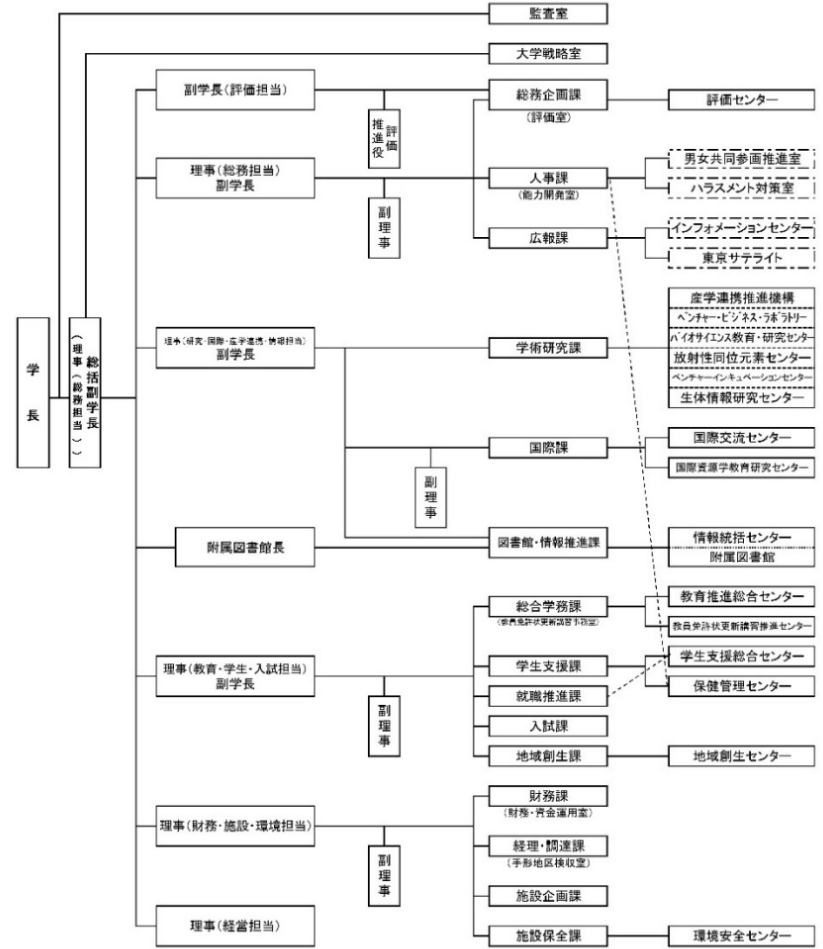 監査室
大学戦略室
副学長（評価担当）
総務企画課
(評価室)
評価センター
評価
推進役
理事（総務担当）
副学長
人事課
(能力開発室)
男女共同参画推進室
ハラスメント対策室
副理事
広報課
インフォメーションセンター
東京サテライト
学長
総括副学長
（理事（総務担当））
理事（研究・国際・産学連携・情報担当）
副学長
学術研究課
産学連携推進機構
ベンチャー・ビジネス・ラボラトリー
バイオサイエンス教育・研究センター
放射性同位元素センター
ベンチャーインキュベーションセンター
生体情報研究センター
国際課
国際交流センター
国際資源学教育研究センター
副理事
附属図書館長
図書館・情報推進課
情報統括センター
附属図書館
総合学務課
(教員免許状更新講習事務室)
教育推進総合センター
教員免許状更新講習推進センター
理事（教育・学生・入試担当）
副学長
学生支援課
学生支援総合センター
保健管理センター
副理事
就職推進課
入試課
地域創生課
地域創生センター
理事（財務・施設・環境担当）
財務課
(財務・資金運用室)
副理事
経理・調達課
(手形地区検収室)
施設企画課
理事（経営担当）
施設保全課
環境安全センター